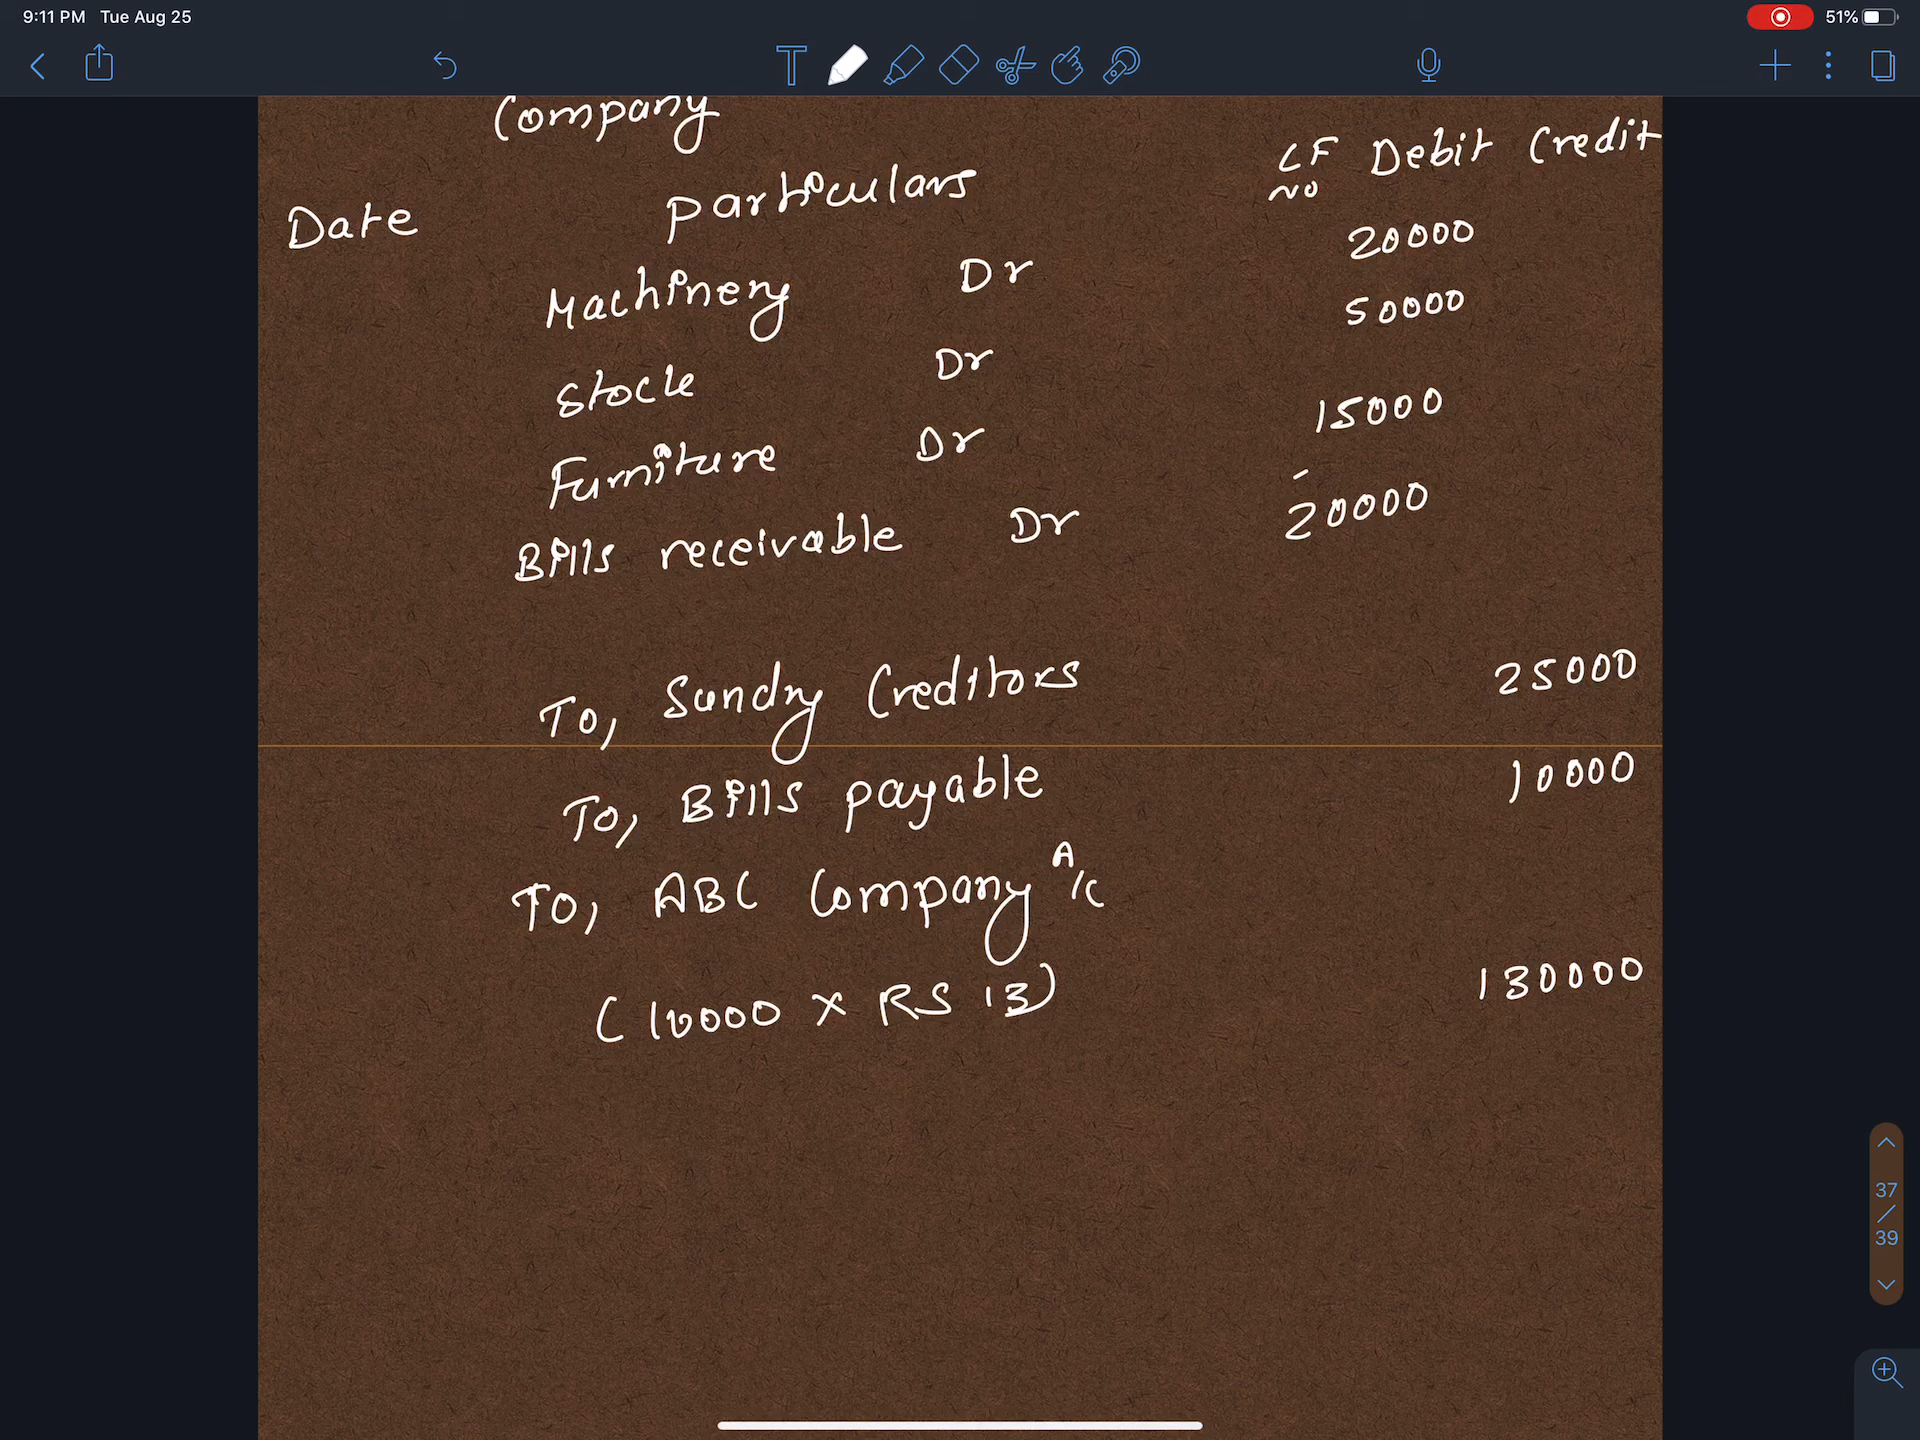 9:11 PM Tue Aug 25
51%
Company
Date Particulars LF NO Debit Credit
Machinery Dr 20000
Stock Dr 50000
Furniture Dr 15000
Bills receivable Dr 20000
To, Sundry Creditors 25000
To, Bills payable 10000
To, ABC Company A/c
(10000 X RS 13) 130000
37
/
39